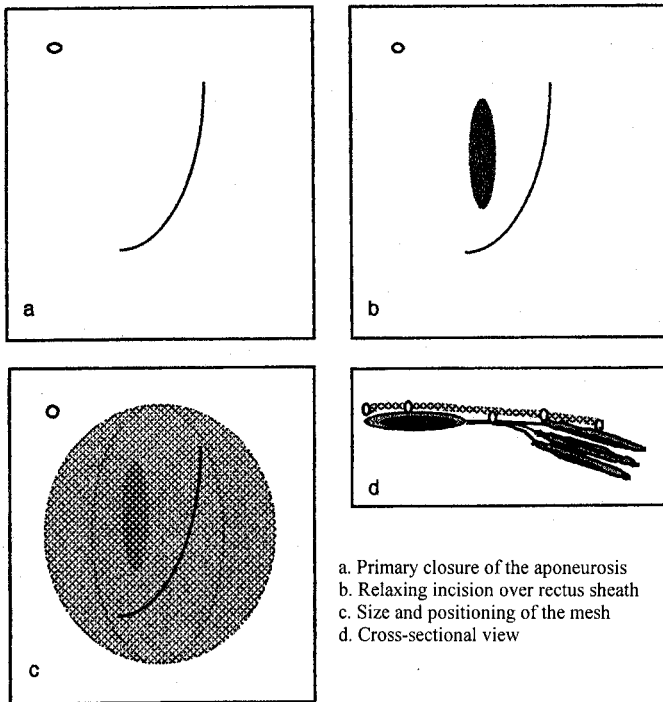 a
b
c
d
a. Primary closure of the aponeurosis
b. Relaxing incision over rectus sheath
c. Size and positioning of the mesh
d. Cross-sectional view